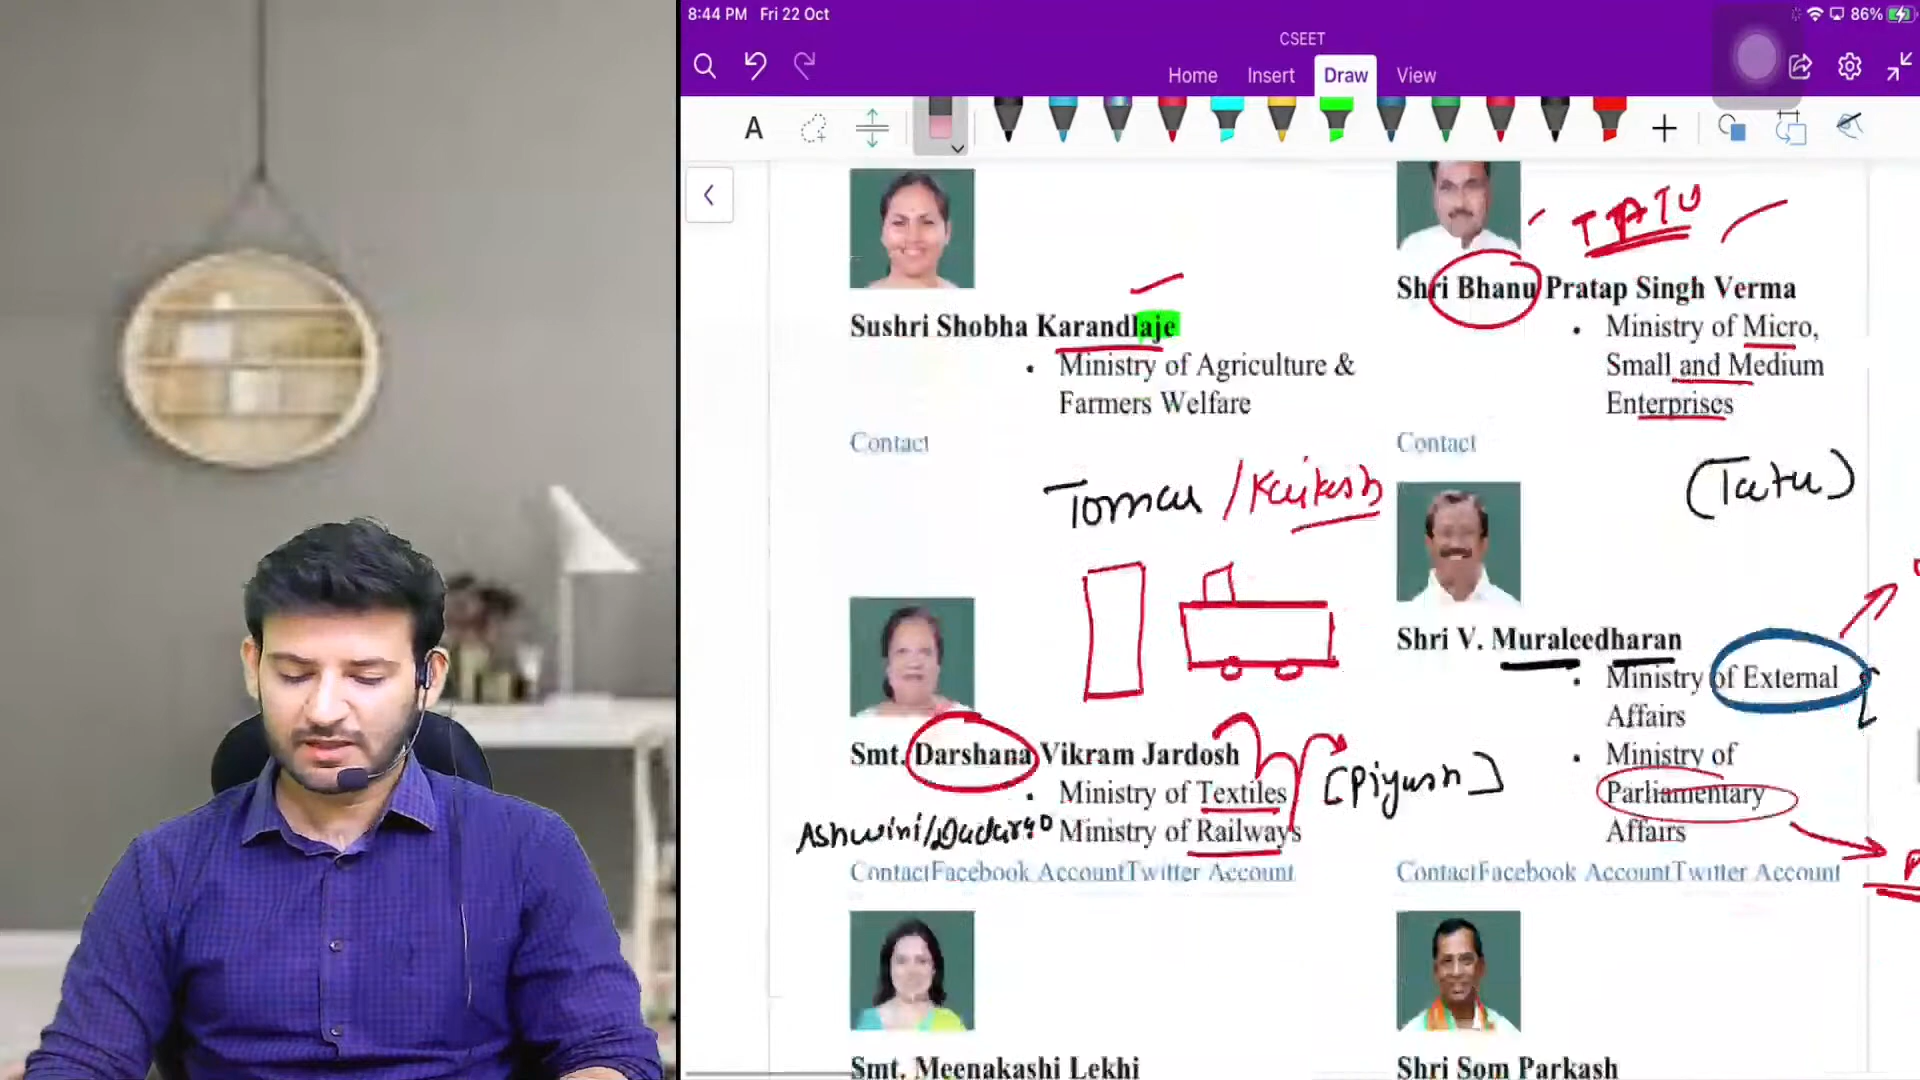 8:44 PM Fri 22 Oct
86%
CSEET
Home Insert Draw View
A
TATU
Shri Bhanu Pratap Singh Verma
Sushri Shobha Karandlaje
• Ministry of Micro,
Small and Medium
Enterprises
• Ministry of Agriculture &
Farmers Welfare
Contact
Contact
(Tatu)
Shri V. Muraleedharan
• Ministry of External
Affairs
• Ministry of
Parliamentary
Affairs
Smt. Darshana Vikram Jardosh
• Ministry of Textiles
[Piyush]
Ministry of Railways
ContactFacebook AccountTwitter Account
ContactFacebook AccountTwitter Account
Smt. Meenakashi Lekhi
Shri Som Parkash